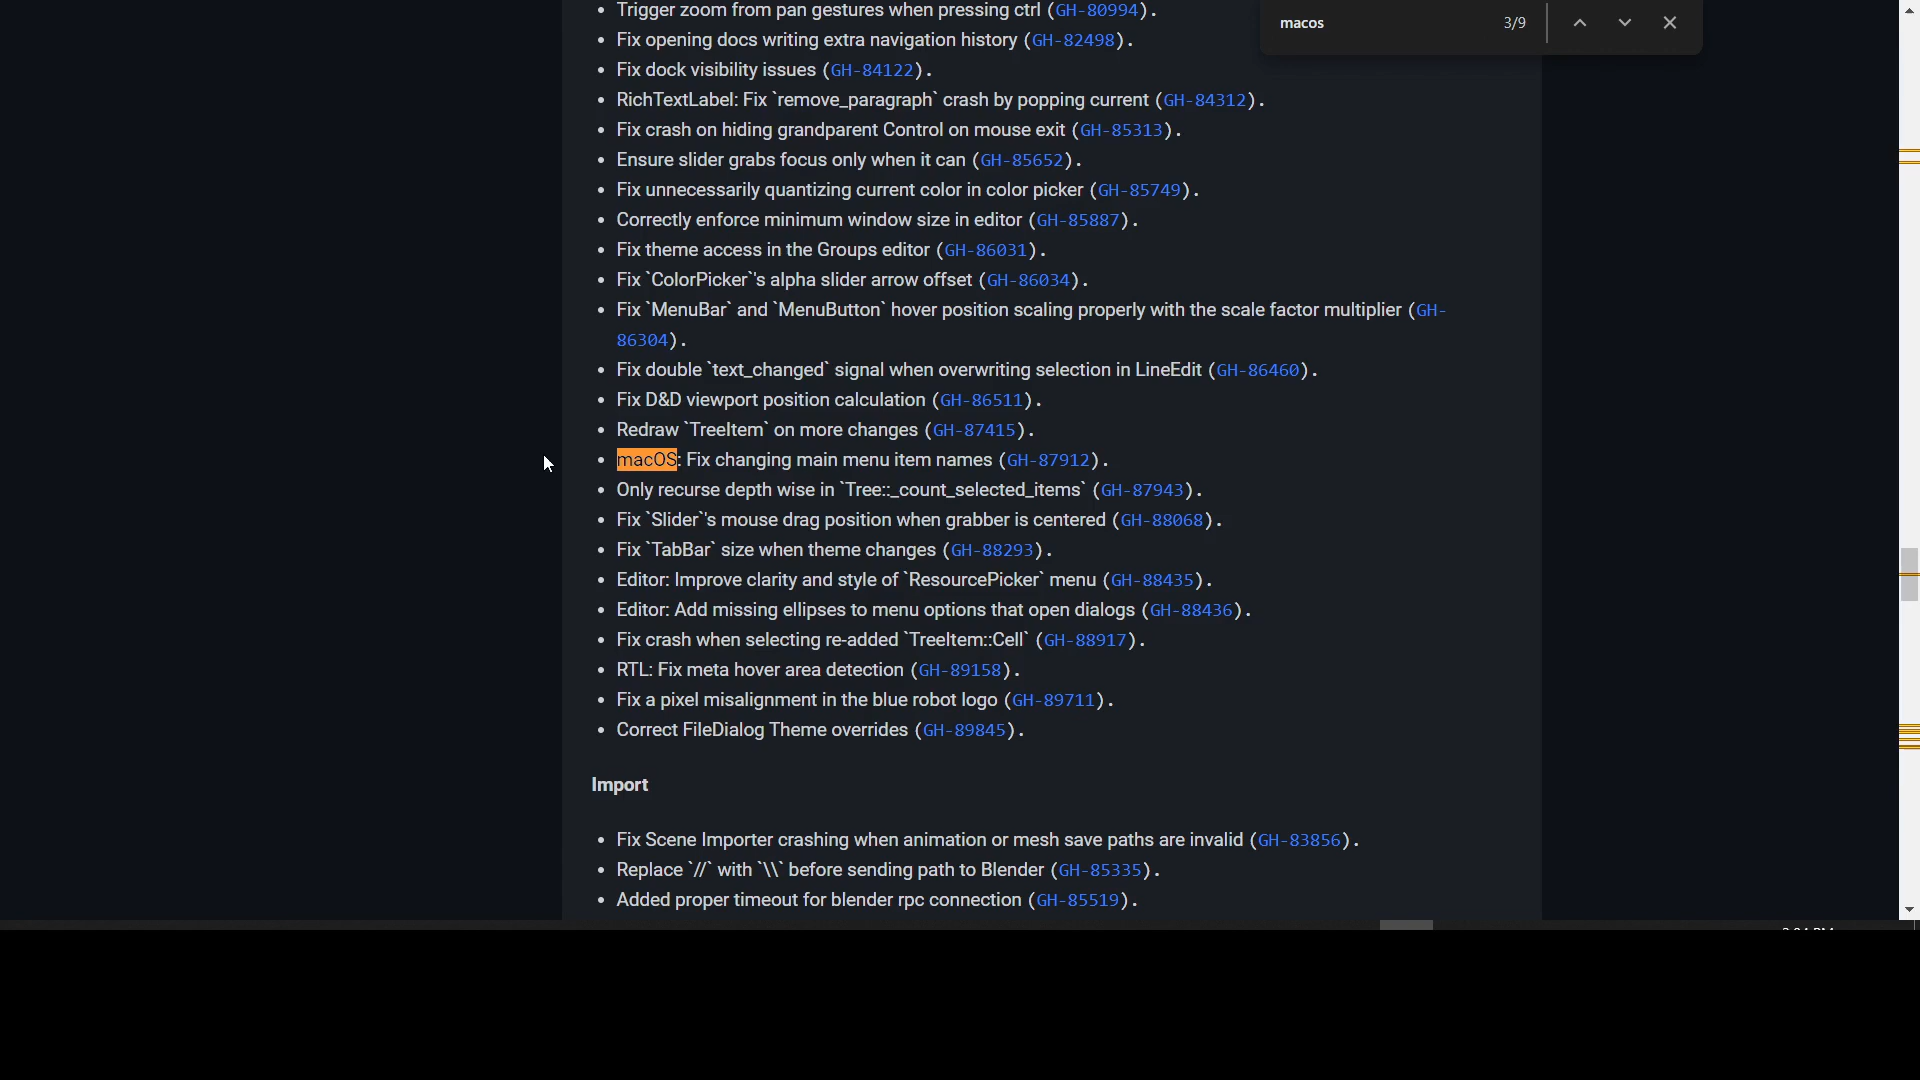 • Trigger zoom from pan gestures when pressing ctrl (GH-80994).
macos 3/9
• Fix opening docs writing extra navigation history (GH-82498).
• Fix dock visibility issues (GH-84122).
• RichTextLabel: Fix `remove_paragraph` crash by popping current (GH-84312).
• Fix crash on hiding grandparent Control on mouse exit (GH-85313).
• Ensure slider grabs focus only when it can (GH-85652).
• Fix unnecessarily quantizing current color in color picker (GH-85749).
• Correctly enforce minimum window size in editor (GH-85887).
• Fix theme access in the Groups editor (GH-86031).
• Fix `ColorPicker`'s alpha slider arrow offset (GH-86034).
• Fix `MenuBar` and `MenuButton` hover position scaling properly with the scale factor multiplier (GH-
86304).
• Fix double `text_changed` signal when overwriting selection in LineEdit (GH-86460).
• Fix D&D viewport position calculation (GH-86511).
• Redraw `TreeItem` on more changes (GH-87415).
• macOS: Fix changing main menu item names (GH-87912).
• Only recurse depth wise in `Tree::_count_selected_items` (GH-87943).
• Fix `Slider`'s mouse drag position when grabber is centered (GH-88068).
• Fix `TabBar` size when theme changes (GH-88293).
• Editor: Improve clarity and style of `ResourcePicker` menu (GH-88435).
• Editor: Add missing ellipses to menu options that open dialogs (GH-88436).
• Fix crash when selecting re-added `TreeItem::Cell` (GH-88917).
• RTL: Fix meta hover area detection (GH-89158).
• Fix a pixel misalignment in the blue robot logo (GH-89711).
• Correct FileDialog Theme overrides (GH-89845).
Import
• Fix Scene Importer crashing when animation or mesh save paths are invalid (GH-83856).
• Replace `//` with `\\` before sending path to Blender (GH-85335).
• Added proper timeout for blender rpc connection (GH-85519).